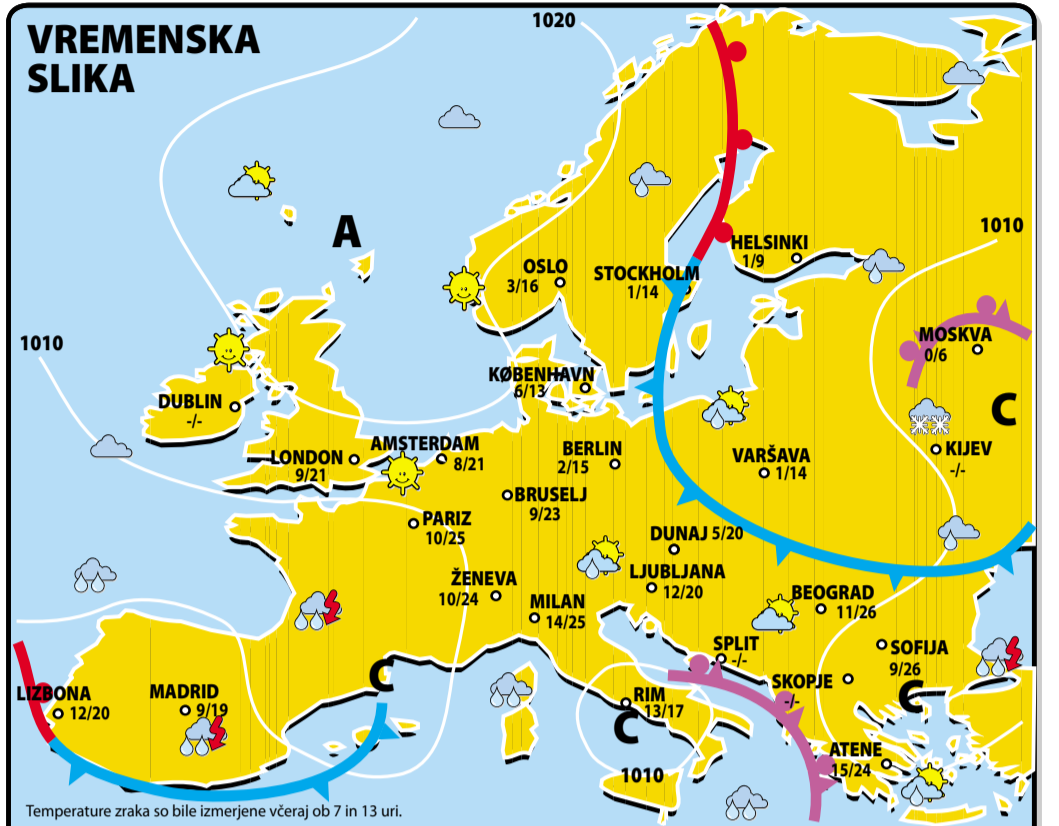 VREMENSKA
SLIKA
1020
A
1010
HELSINKI
1/9
OSLO
3/16
STOCKHOLM
1/14
1010
MOSKVA
0/6
KØBENHAVN
6/13
DUBLIN
-/-
C
LONDON
9/21
AMSTERDAM
8/21
BERLIN
2/15
VARŠAVA
1/14
KIJEV
-/-
BRUSELJ
9/23
PARIZ
10/25
DUNAJ 5/20
ŽENEVA
10/24
LJUBLJANA
12/20
MILAN
14/25
BEOGRAD
11/26
SPLIT
-/-
SOFIJA
9/26
C
LIZBONA
12/20
MADRID
9/19
SKOPJE
-/-
C
RIM
13/17
C
ATENE
15/24
1010
Temperature zraka so bile izmerjene včeraj ob 7 in 13 uri.